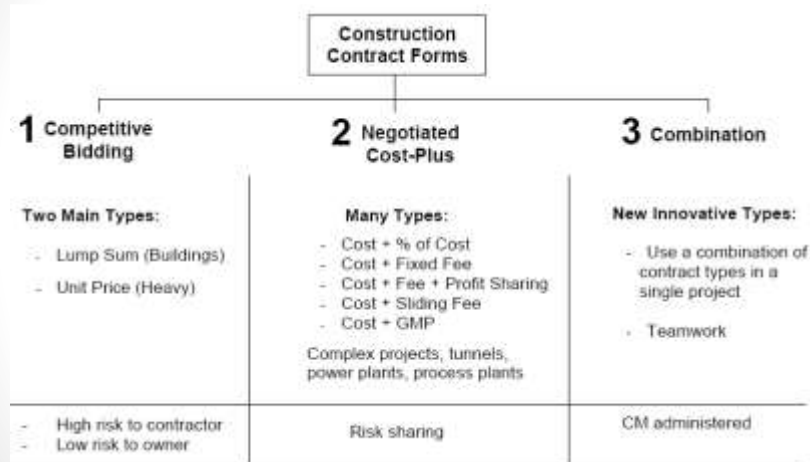 Construction
Contract Forms
1 Competitive
Bidding
2 Negotiated
Cost-Plus
3 Combination
Two Main Types:
- Lump Sum (Buildings)
- Unit Price (Heavy)
Many Types:
- Cost + % of Cost
- Cost + Fixed Fee
- Cost + Fee + Profit Sharing
- Cost + Sliding Fee
- Cost + GMP
Complex projects, tunnels,
power plants, process plants
New Innovative Types:
- Use a combination of
contract types in a
single project
- Teamwork
- High risk to contractor
- Low risk to owner
Risk sharing
CM administered